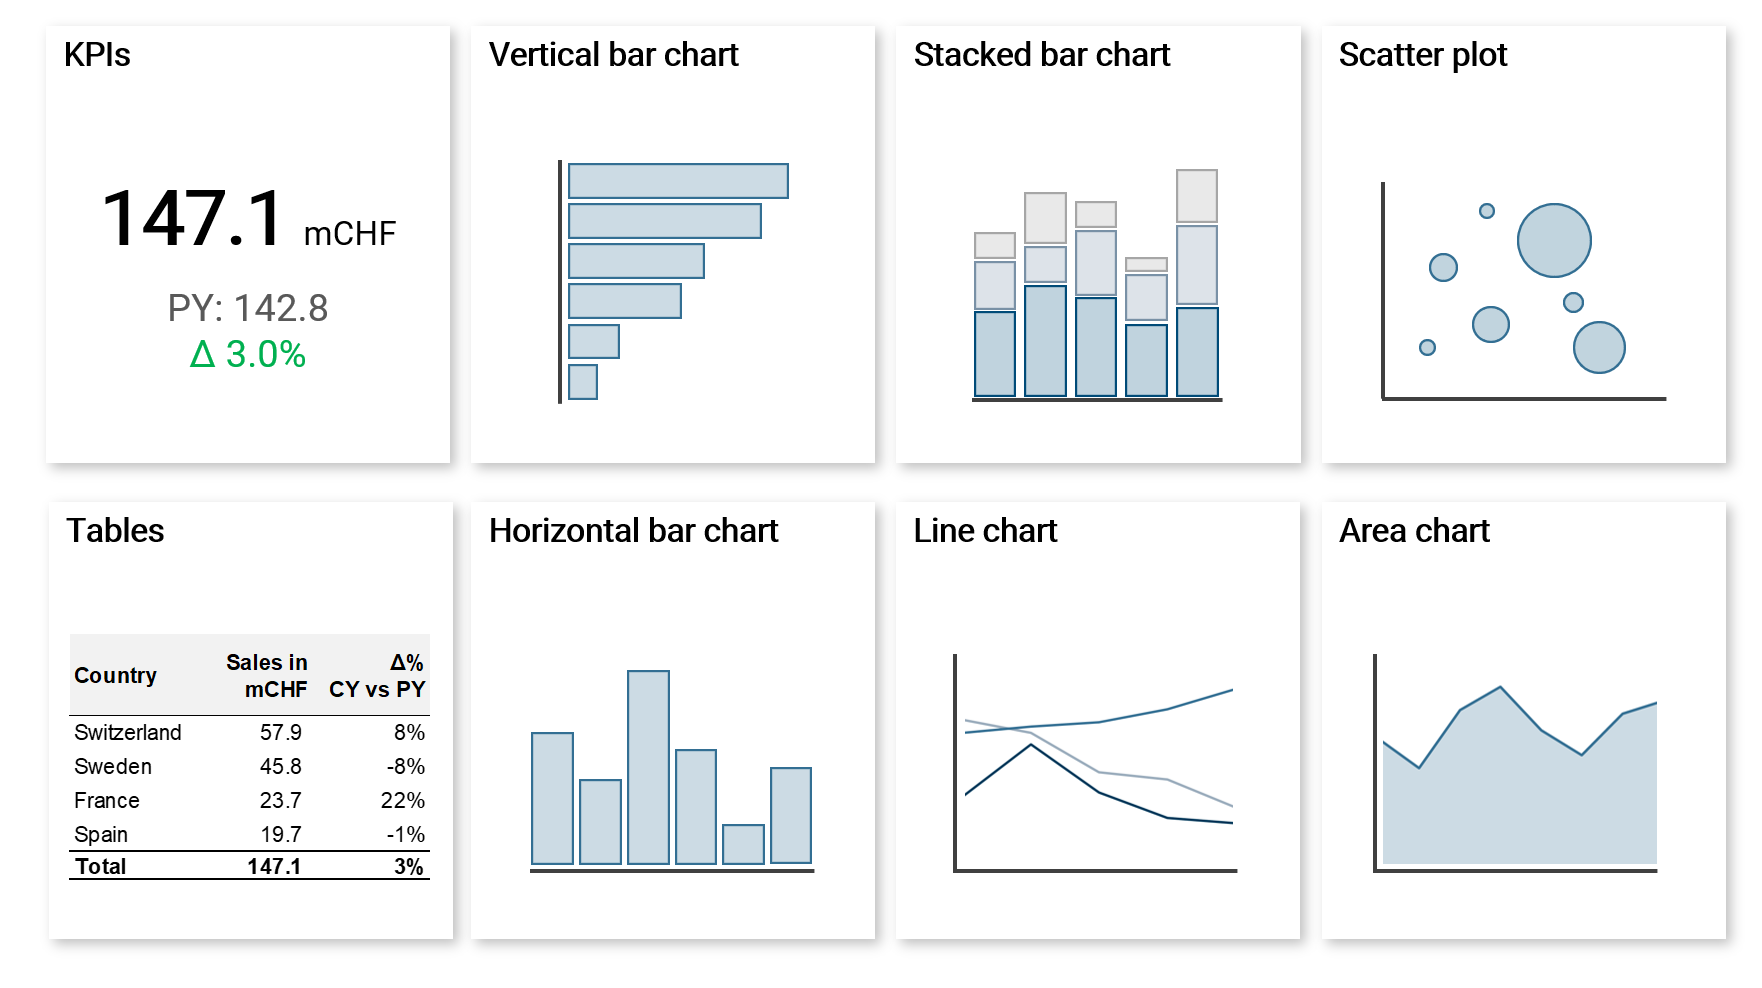 KPIs
147.1 mCHF
PY: 142.8
Δ 3.0%
Vertical bar chart
Stacked bar chart
Scatter plot
Tables
Country Sales in mCHF Δ% CY vs PY
Switzerland 57.9 8%
Sweden 45.8 -8%
France 23.7 22%
Spain 19.7 -1%
Total 147.1 3%
Horizontal bar chart
Line chart
Area chart